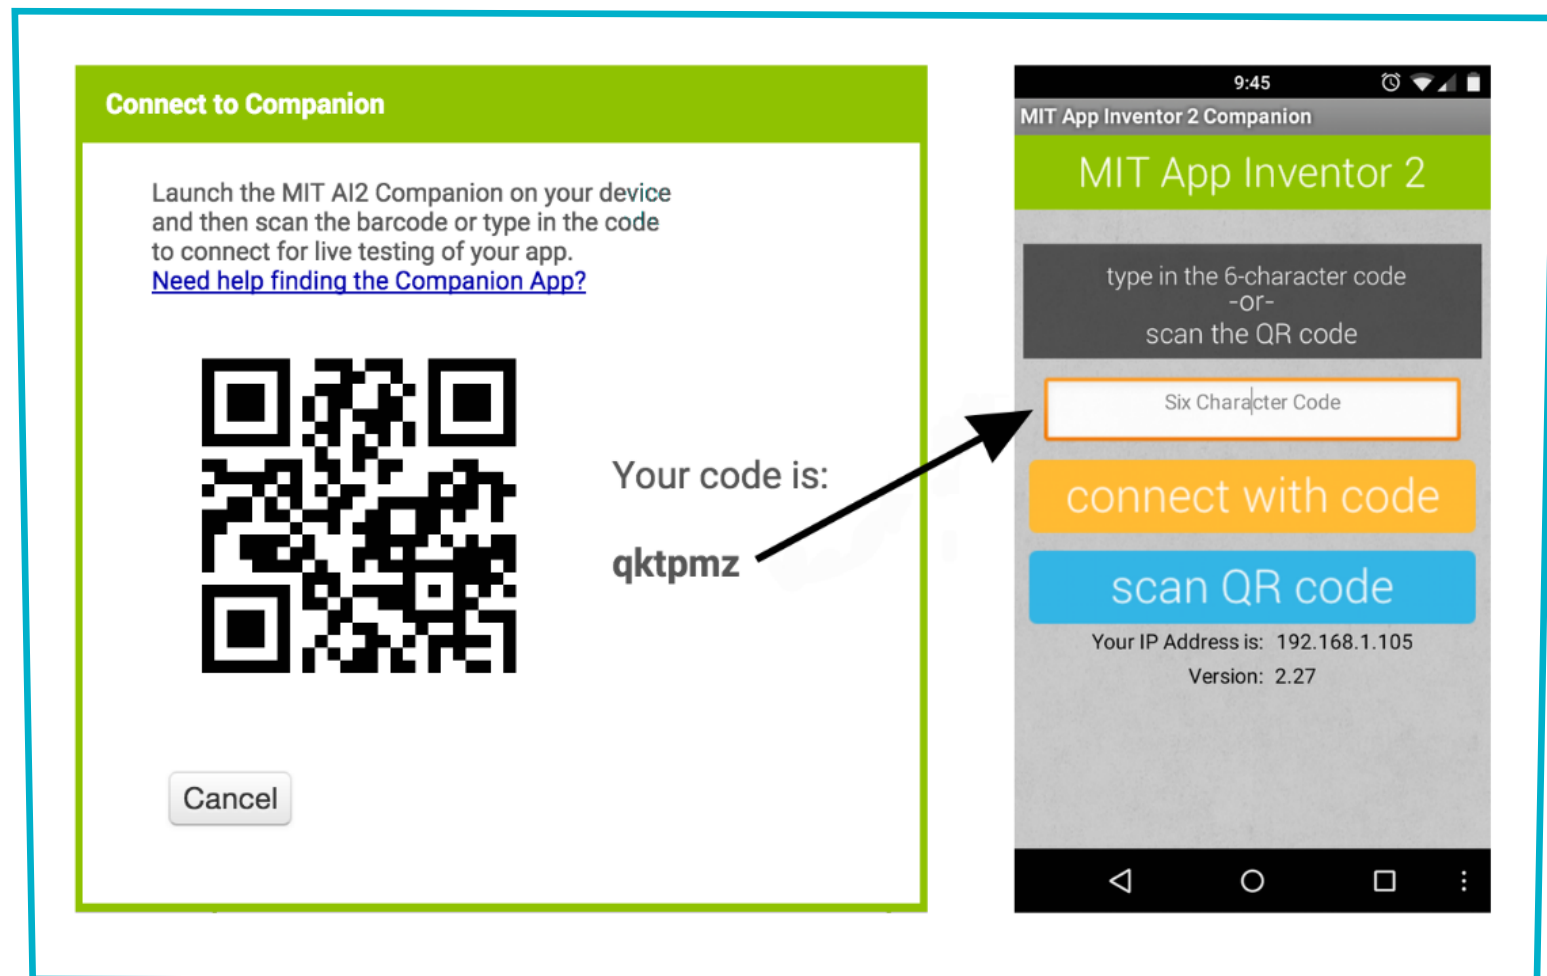 Connect to Companion
Launch the MIT AI2 Companion on your device
and then scan the barcode or type in the code
to connect for live testing of your app.
Need help finding the Companion App?
Your code is:
qktpmz
Cancel
9:45
MIT App Inventor 2 Companion
MIT App Inventor 2
type in the 6-character code
-or-
scan the QR code
Six Character Code
connect with code
scan QR code
Your IP Address is: 192.168.1.105
Version: 2.27